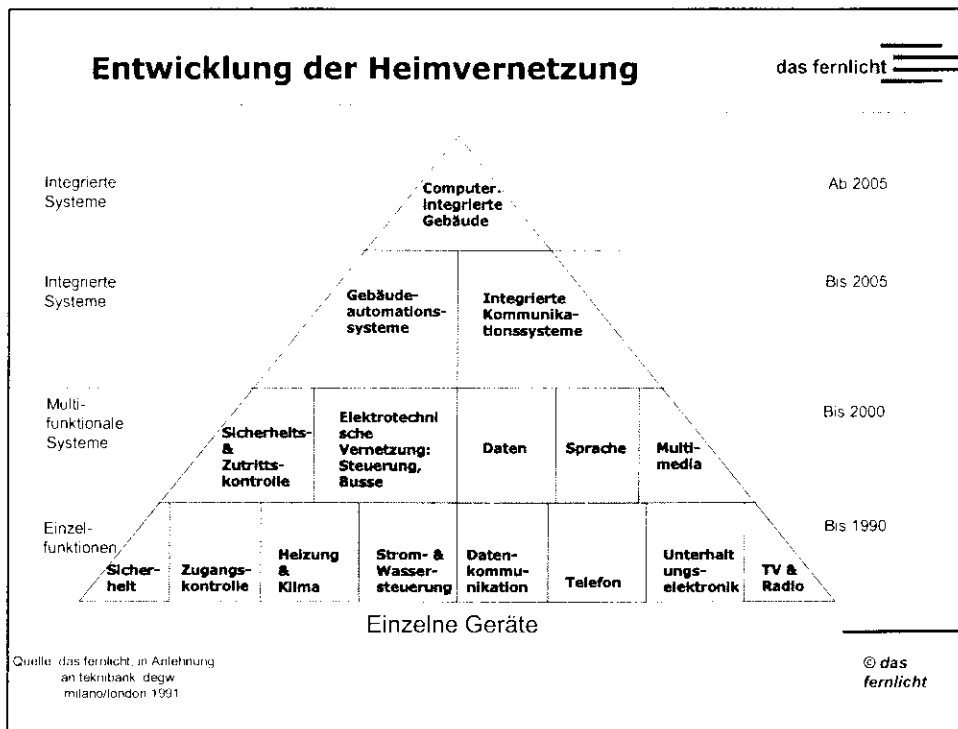 Entwicklung der Heimvernetzung
das fernlicht
Integrierte
Systeme
Computer.
integrierte
Gebäude
Ab 2005
Integrierte
Systeme
Gebäude-
automations-
systeme
Integrierte
Kommunika-
tionssysteme
Bis 2005
Multi-
funktionale
Systeme
Sicherheits-
&
Zutritts-
kontrolle
Elektrotechni
sche
Vernetzung:
Steuerung,
Busse
Daten
Sprache
Multi-
media
Bis 2000
Einzel-
funktionen
Sicher-
heit
Zugangs-
kontrolle
Heizung
&
Klima
Strom- &
Wasser-
steuerung
Daten-
kommu-
nikation
Telefon
Unterhalt
ungs-
elektronik
TV &
Radio
Bis 1990
Einzelne Geräte
Quelle: das fernlicht, in Anlehnung
an teknibank, degw
milano/london 1991
© das
fernlicht